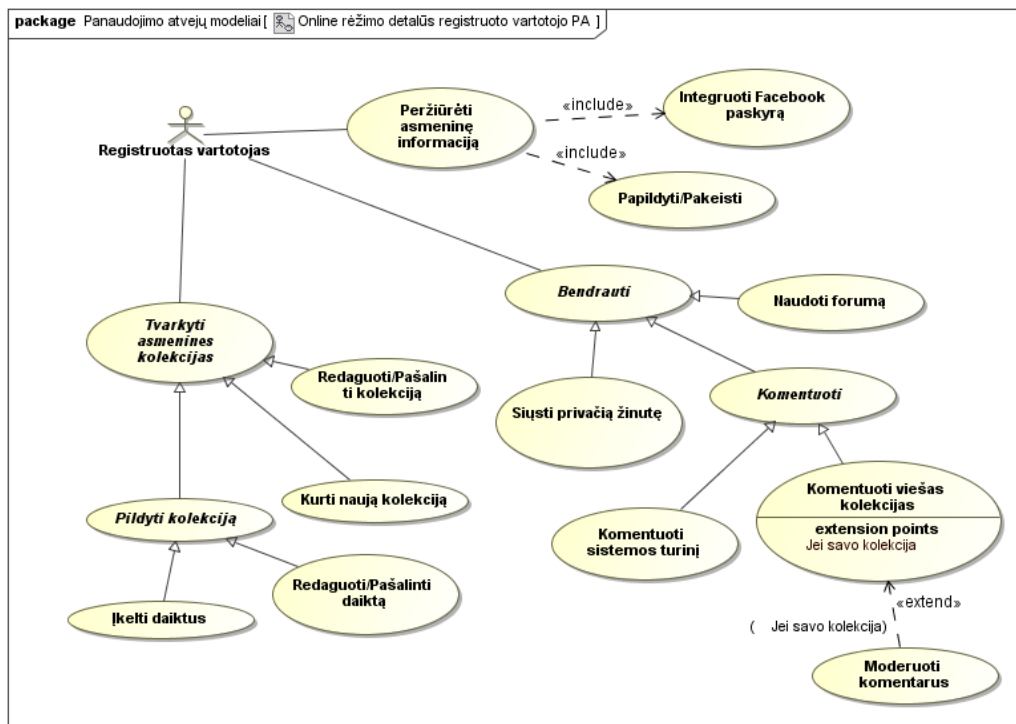 package Panaudojimo atvejų modeliai [ Online rėžimo detalūs registruoto vartotojo PA ]
Registruotas vartotojas
Peržiūrėti
asmeninę
informaciją
«include»
Integruoti Facebook
paskyrą
«include»
Papildyti/Pakeisti
Bendrauti
Naudoti forumą
Tvarkyti
asmenines
kolekcijas
Redaguoti/Pašalin
ti kolekciją
Siųsti privačią žinutę
Komentuoti
Kurti naują kolekciją
Pildyti kolekciją
Komentuoti
sistemos turinį
Komentuoti viešas
kolekcijas
extension points
Jei savo kolekcija
Redaguoti/Pašalinti
daiktą
Įkelti daiktus
«extend»
( Jei savo kolekcija)
Moderuoti
komentarus